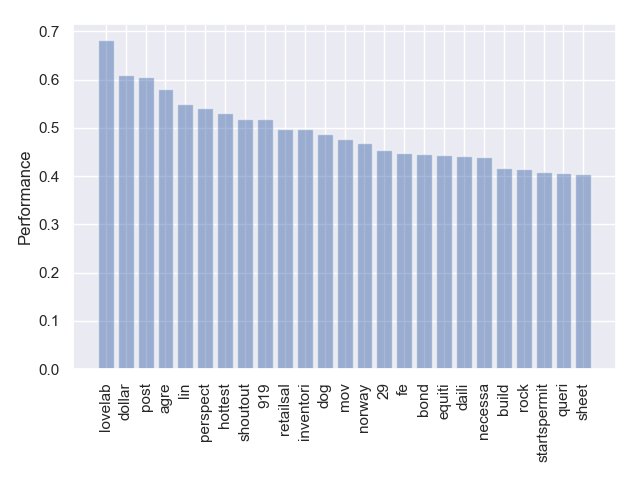 0.7
0.6
0.5
0.4
0.3
0.2
0.1
0.0
Performance
lovelab
dollar
post
agre
lin
perspect
hottest
shoutout
919
retailsal
inventori
dog
mov
norway
29
fe
bond
equiti
daili
necessa
build
rock
startspermit
queri
sheet